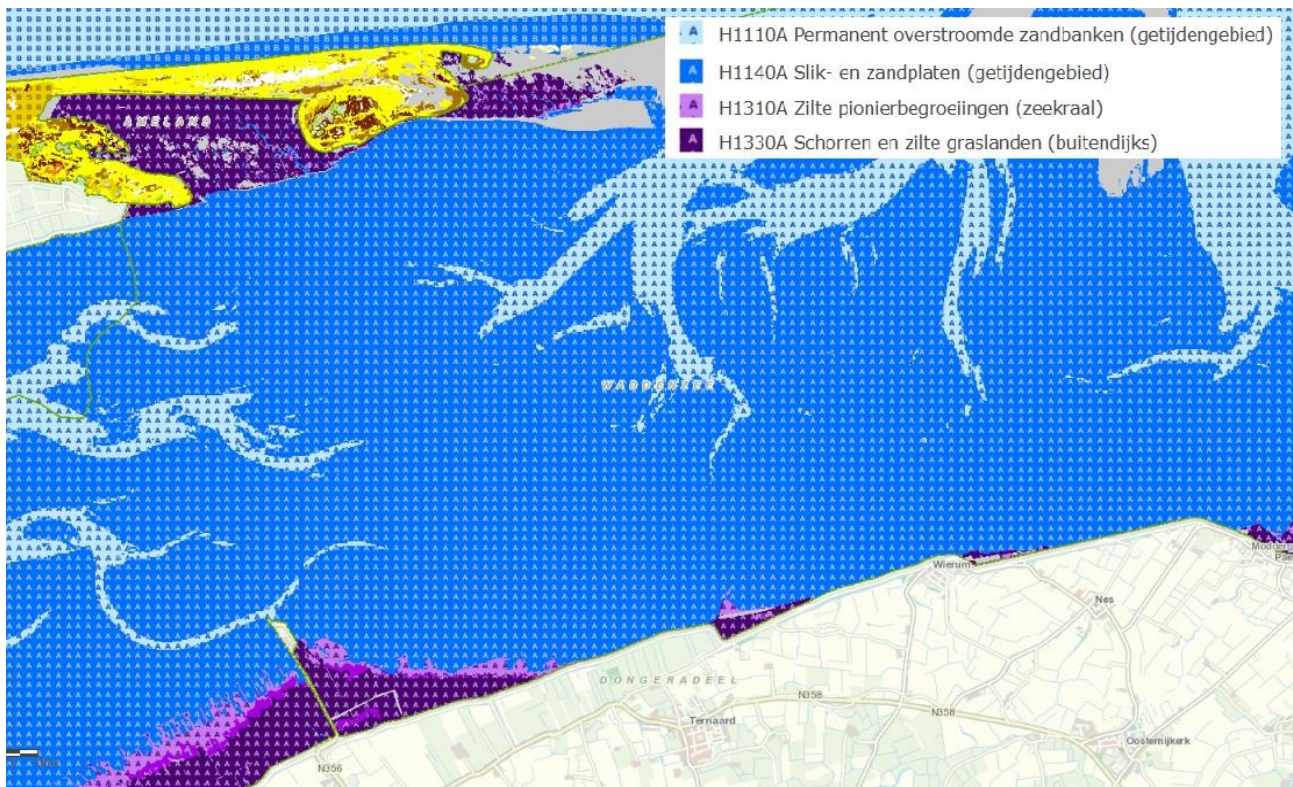 A H1110A Permanent overstroomde zandbanken (getijdengebied)
A H1140A Slik- en zandplaten (getijdengebied)
A H1310A Zilte pionierbegroeiingen (zeekraal)
A H1330A Schorren en zilte graslanden (buitendijks)
AMELAND
WADDENZEE
Wierum
Nes
DONGERADEEL
N358
Ternaard
N358
Oosternijkerk
N356